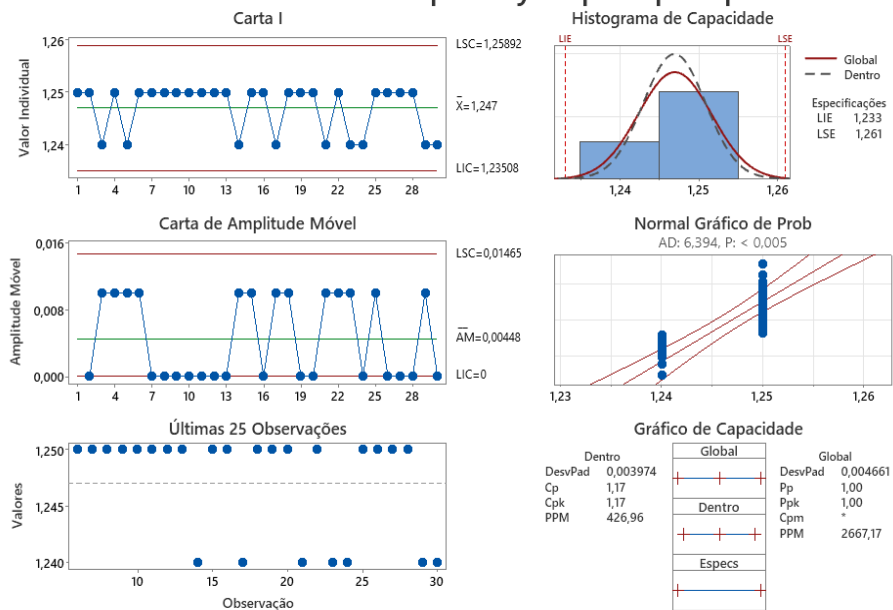 Carta I
1,26
1,25
1,24
Valor Individual
LSC=1,25892
X=1,247
LIC=1,23508
1 4 7 10 13 16 19 22 25 28
Histograma de Capacidade
LIE LSE
1,24 1,25 1,26
Global
Dentro
Especificações
LIE 1,233
LSE 1,261
Carta de Amplitude Móvel
0,016
0,008
0,000
Amplitude Móvel
LSC=0,01465
AM=0,00448
LIC=0
1 4 7 10 13 16 19 22 25 28
Normal Gráfico de Prob
AD: 6,394, P: < 0,005
1,23 1,24 1,25 1,26
Últimas 25 Observações
1,250
1,245
1,240
Valores
10 15 20 25 30
Observação
Gráfico de Capacidade
Dentro
DesvPad 0,003974
Cp 1,17
Cpk 1,17
PPM 426,96
Global
Dentro
Especs
Global
DesvPad 0,004661
Pp 1,00
Ppk 1,00
Cpm *
PPM 2667,17